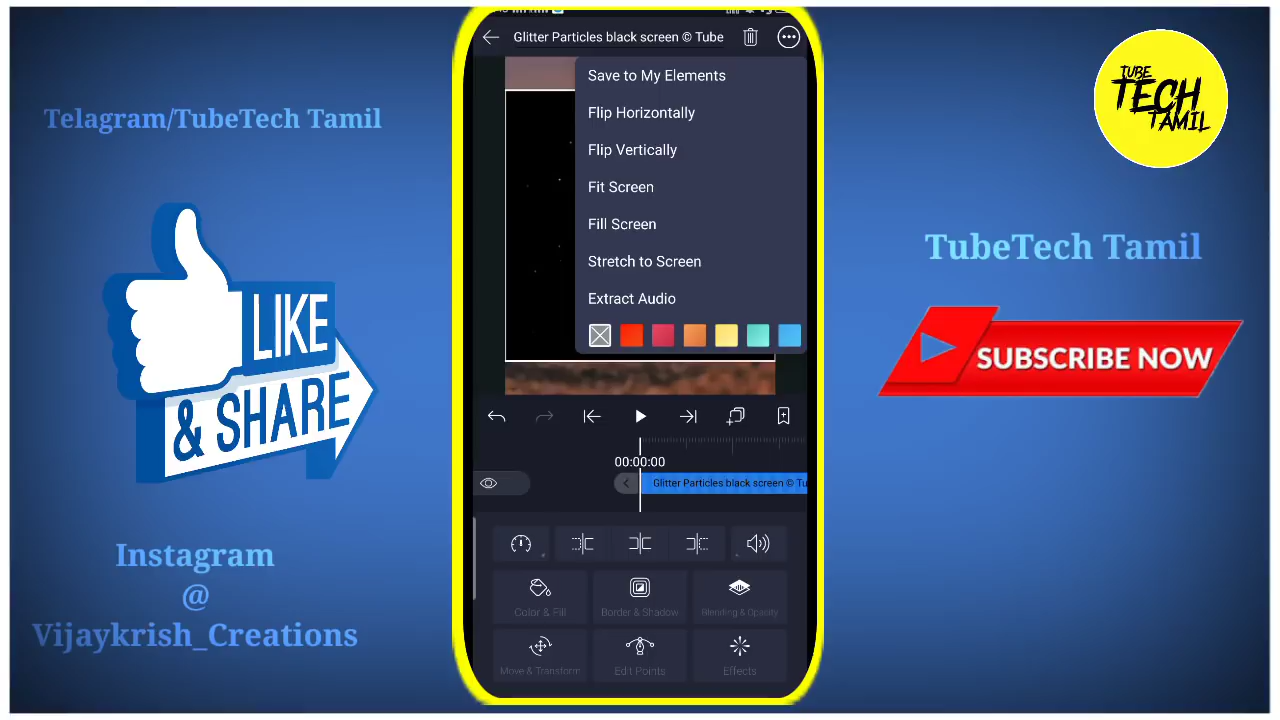 Telagram/TubeTech Tamil
LIKE
& SHARE
Instagram
@
Vijaykrish_Creations
Glitter Particles black screen © Tube
Save to My Elements
Flip Horizontally
Flip Vertically
Fit Screen
Fill Screen
Stretch to Screen
Extract Audio
00:00:00
Glitter Particles black screen © Tu
Color & Fill
Border & Shadow
Blending & Opacity
Move & Transform
Edit Points
Effects
TUBE
TECH
TAMIL
TubeTech Tamil
SUBSCRIBE NOW